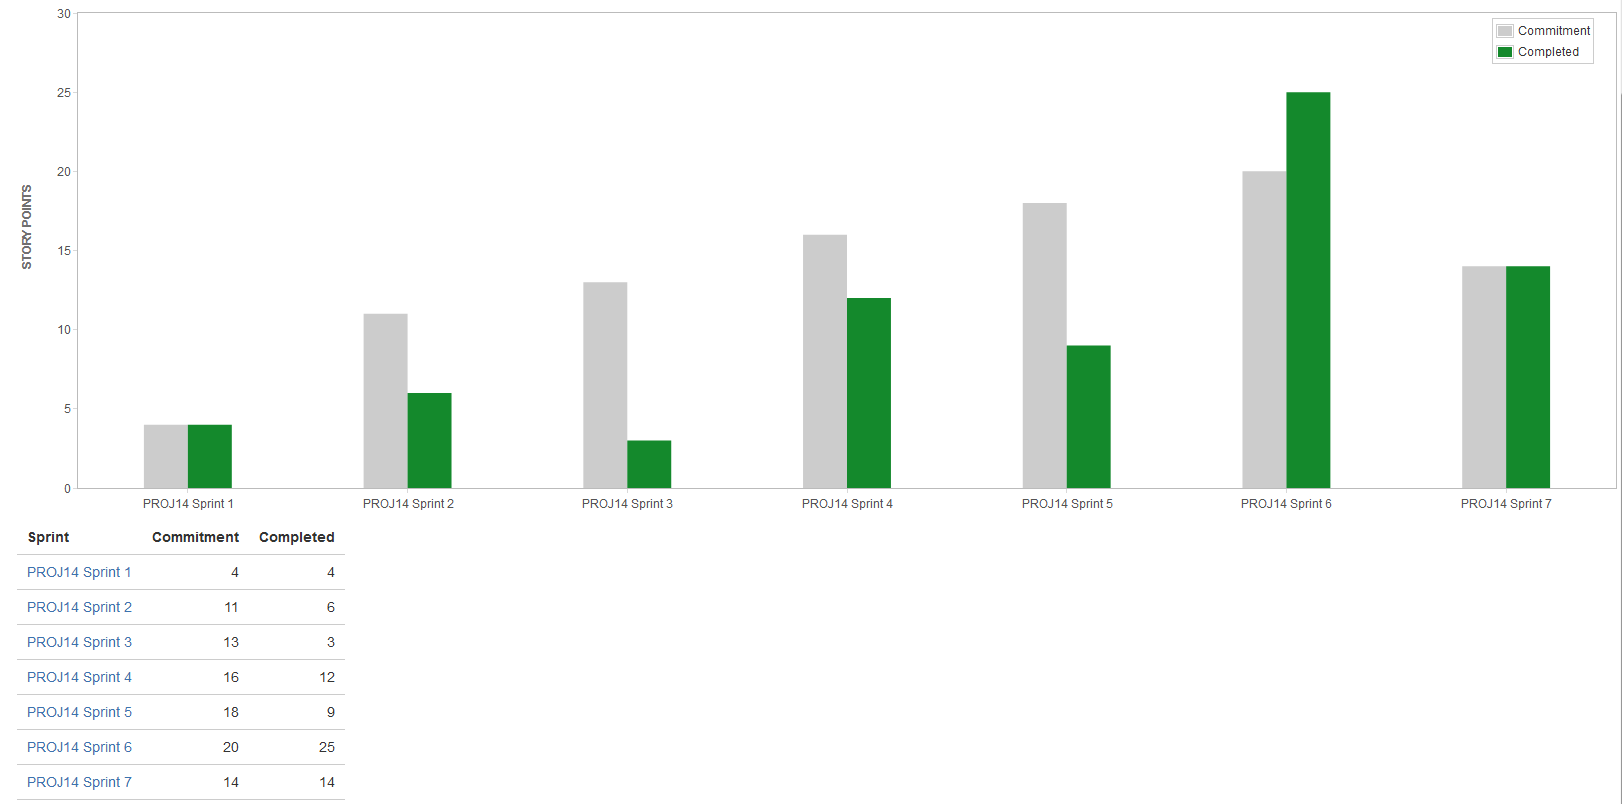 30
Commitment
Completed
25
20
15
10
5
0
STORY POINTS
PROJ14 Sprint 1 PROJ14 Sprint 2 PROJ14 Sprint 3 PROJ14 Sprint 4 PROJ14 Sprint 5 PROJ14 Sprint 6 PROJ14 Sprint 7
Sprint Commitment Completed
PROJ14 Sprint 1 4 4
PROJ14 Sprint 2 11 6
PROJ14 Sprint 3 13 3
PROJ14 Sprint 4 16 12
PROJ14 Sprint 5 18 9
PROJ14 Sprint 6 20 25
PROJ14 Sprint 7 14 14